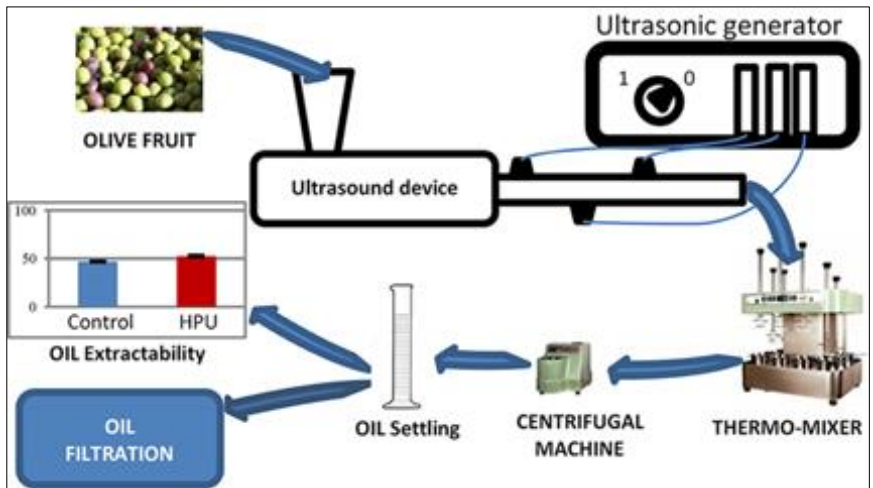 Ultrasonic generator
1
0
OLIVE FRUIT
Ultrasound device
100
50
0
Control
HPU
OIL Extractability
OIL Settling
CENTRIFUGAL
MACHINE
THERMO-MIXER
OIL
FILTRATION